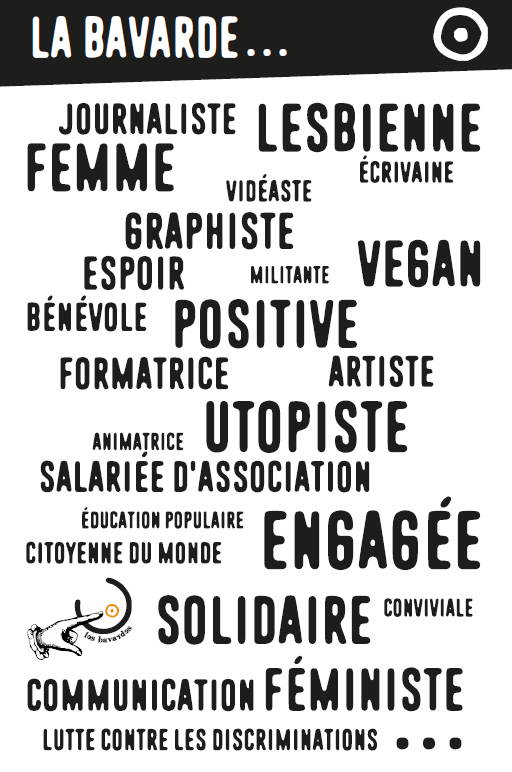 LA BAVARDE...
JOURNALISTE LESBIENNE
FEMME ÉCRIVAINE
VIDÉASTE
GRAPHISTE
VEGAN
ESPOIR MILITANTE
BÉNÉVOLE POSITIVE
FORMATRICE ARTISTE
UTOPISTE
ANIMATRICE
SALARIÉE D'ASSOCIATION
ÉDUCATION POPULAIRE
ENGAGÉE
CITOYENNE DU MONDE
SOLIDAIRE CONVIVIALE
les bavardes
COMMUNICATION FÉMINISTE
LUTTE CONTRE LES DISCRIMINATIONS ...